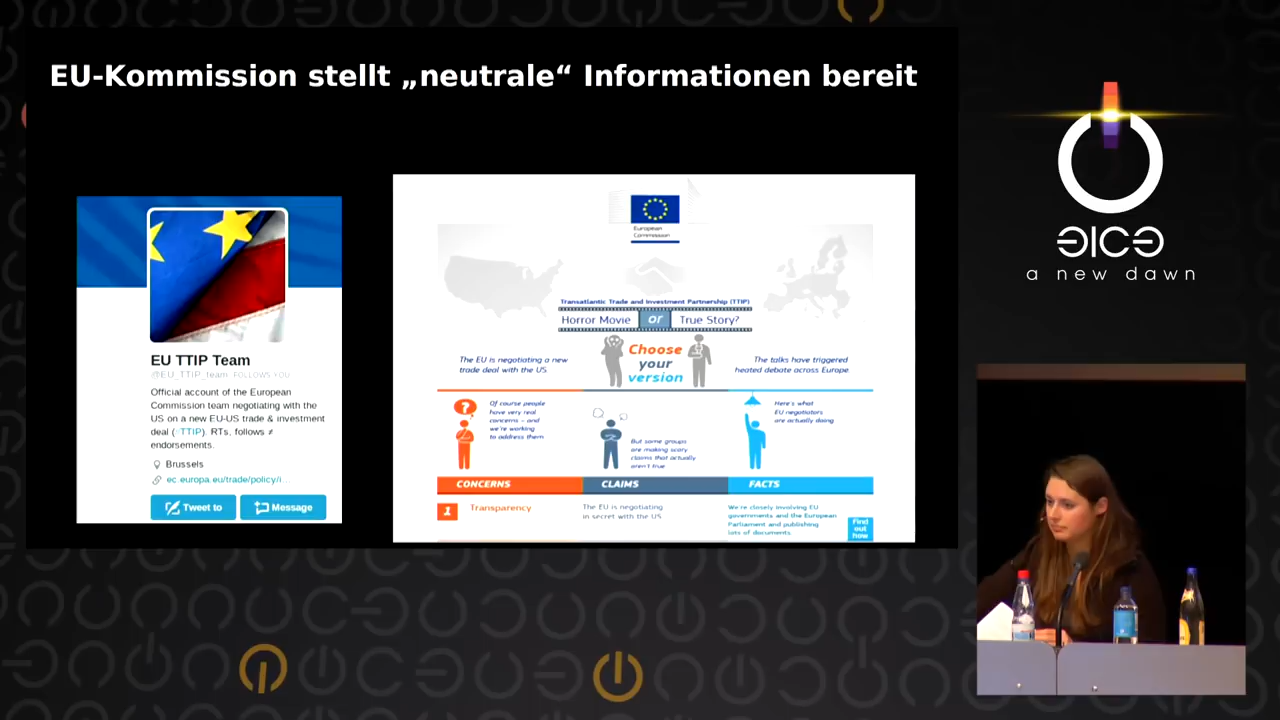 EU-Kommission stellt „neutrale“ Informationen bereit
EU TTIP Team
@EU_TTIP_team FOLLOWS YOU
Official account of the European
Commission team negotiating with the
US on a new EU-US trade & investment
deal (#TTIP). RTs, follows ≠
endorsements.
Brussels
ec.europa.eu/trade/policy/i
Tweet to
Message
European
Commission
Transatlantic Trade and Investment Partnership (TTIP)
Horror Movie or True Story?
The EU is negotiating a new
trade deal with the US
Choose
your
version
The talks have triggered
heated debate across Europe.
?
Of course people
have very real
concerns - and
we're working
to address them
But some groups
are making scary
claims that actually
aren't true
Here's what
EU negotiators
are actually doing
CONCERNS
CLAIMS
FACTS
1
Transparency
The EU is negotiating
in secret with the US
We're closely involving EU
governments and the European
Parliament and publishing
lots of documents.
Find
out
how
a new dawn